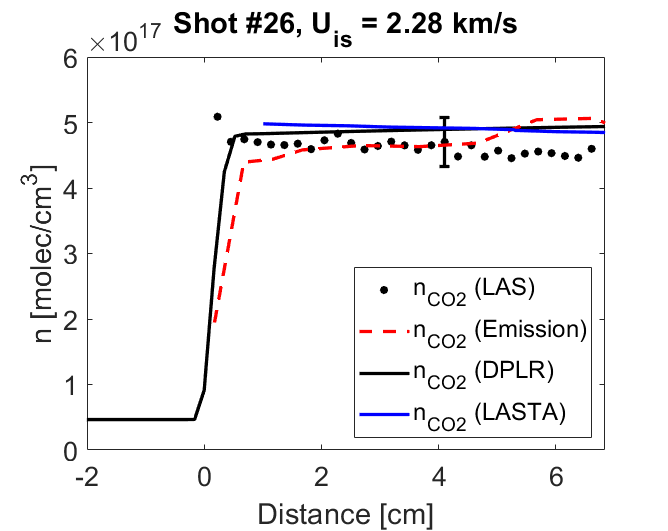 Shot #26, U_is = 2.28 km/s
×10^17
6
5
4
3
2
1
0
n [molec/cm^3]
n_CO2 (LAS)
n_CO2 (Emission)
n_CO2 (DPLR)
n_CO2 (LASTA)
-2 0 2 4 6
Distance [cm]